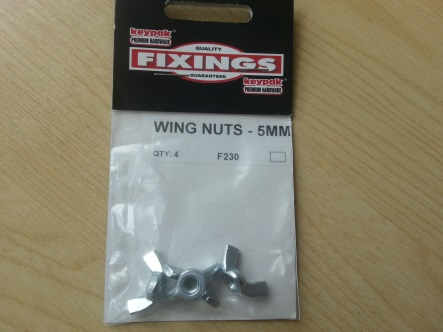 keypak
PREMIUM HARDWARE
QUALITY
FIXINGS
GUARANTEED
keypak
PREMIUM HARDWARE
WING NUTS - 5MM
QTY: 4 F230